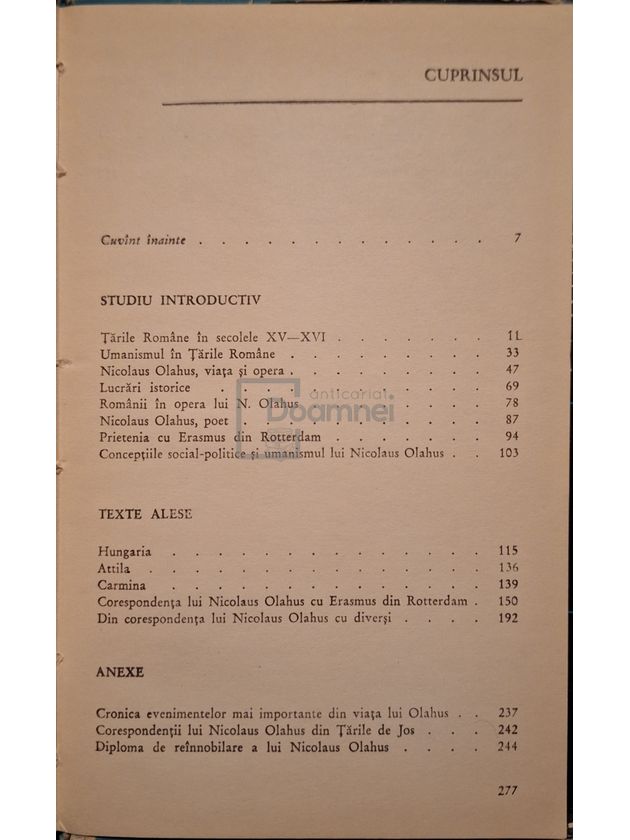 CUPRINSUL
Cuvînt înainte . . . . . . . . . . . . . 7
STUDIU INTRODUCTIV
Țările Române în secolele XV—XVI . . . . . . . 11
Umanismul în Țările Române . . . . . . . . . 33
Nicolaus Olahus, viața și opera . . . . . . . . . 47
Lucrări istorice . . . . . . . . . . . . 69
Românii în opera lui N. Olahus . . . . . . . . 78
Nicolaus Olahus, poet . . . . . . . . . . . 87
Prietenia cu Erasmus din Rotterdam . . . . . . . 94
Concepțiile social-politice și umanismul lui Nicolaus Olahus . . 103
anticariat
Doamnei
TEXTE ALESE
Hungaria . . . . . . . . . . . . . . 115
Attila . . . . . . . . . . . . . . . 136
Carmina . . . . . . . . . . . . . . 139
Corespondența lui Nicolaus Olahus cu Erasmus din Rotterdam . 150
Din corespondența lui Nicolaus Olahus cu diverși . . . . 192
ANEXE
Cronica evenimentelor mai importante din viața lui Olahus . . 237
Corespondenții lui Nicolaus Olahus din Țările de Jos . . . 242
Diploma de reînnobilare a lui Nicolaus Olahus . . . . 244
277